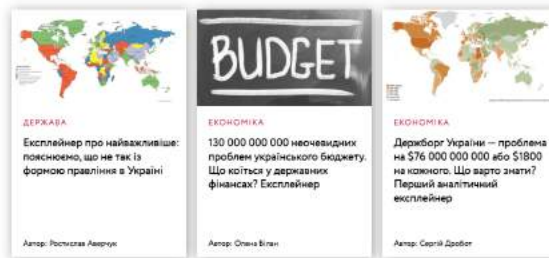 BUDGET
ДЕРЖАВА
Експлейнер про найважливіше:
пояснюємо, що не так із
формою правління в Україні
Автор: Ростислав Аверчук
ЕКОНОМІКА
130 000 000 000 неочевидних
проблем українського бюджету.
Що коїться у державних
фінансах? Експлейнер
Автор: Олена Білан
ЕКОНОМІКА
Держборг України — проблема
на $76 000 000 000 або $1800
на кожного. Що варто знати?
Перший аналітичний
експлейнер
Автор: Сергій Дробот